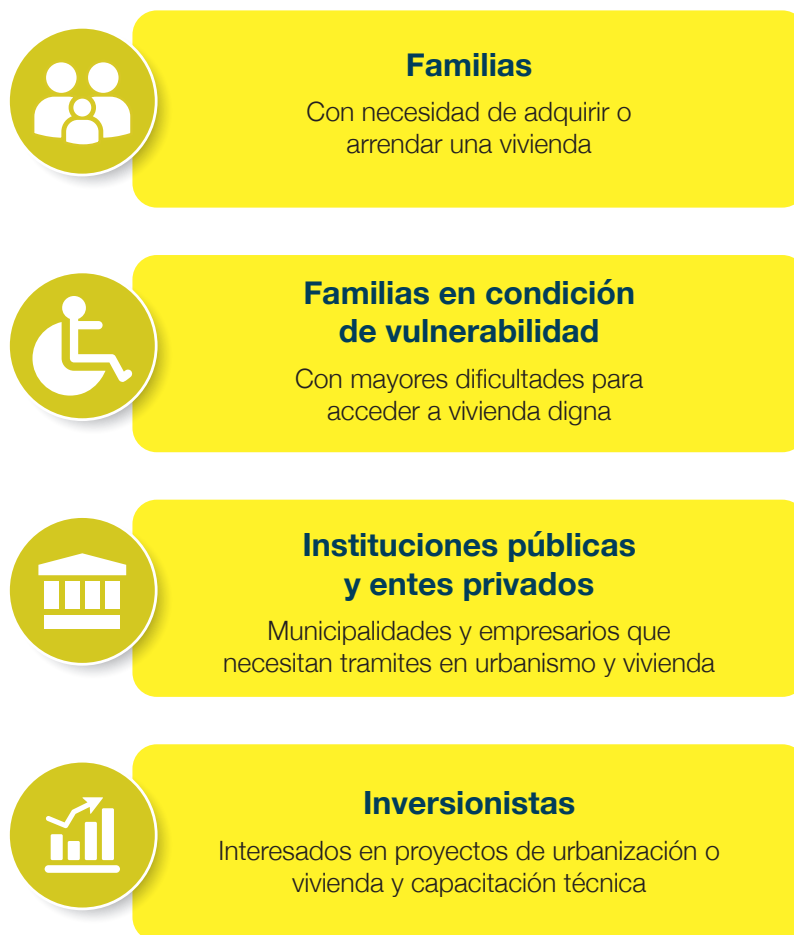 Familias
Con necesidad de adquirir o
arrendar una vivienda
Familias en condición
de vulnerabilidad
Con mayores dificultades para
acceder a vivienda digna
Instituciones públicas
y entes privados
Municipalidades y empresarios que
necesitan tramites en urbanismo y vivienda
Inversionistas
Interesados en proyectos de urbanización o
vivienda y capacitación técnica